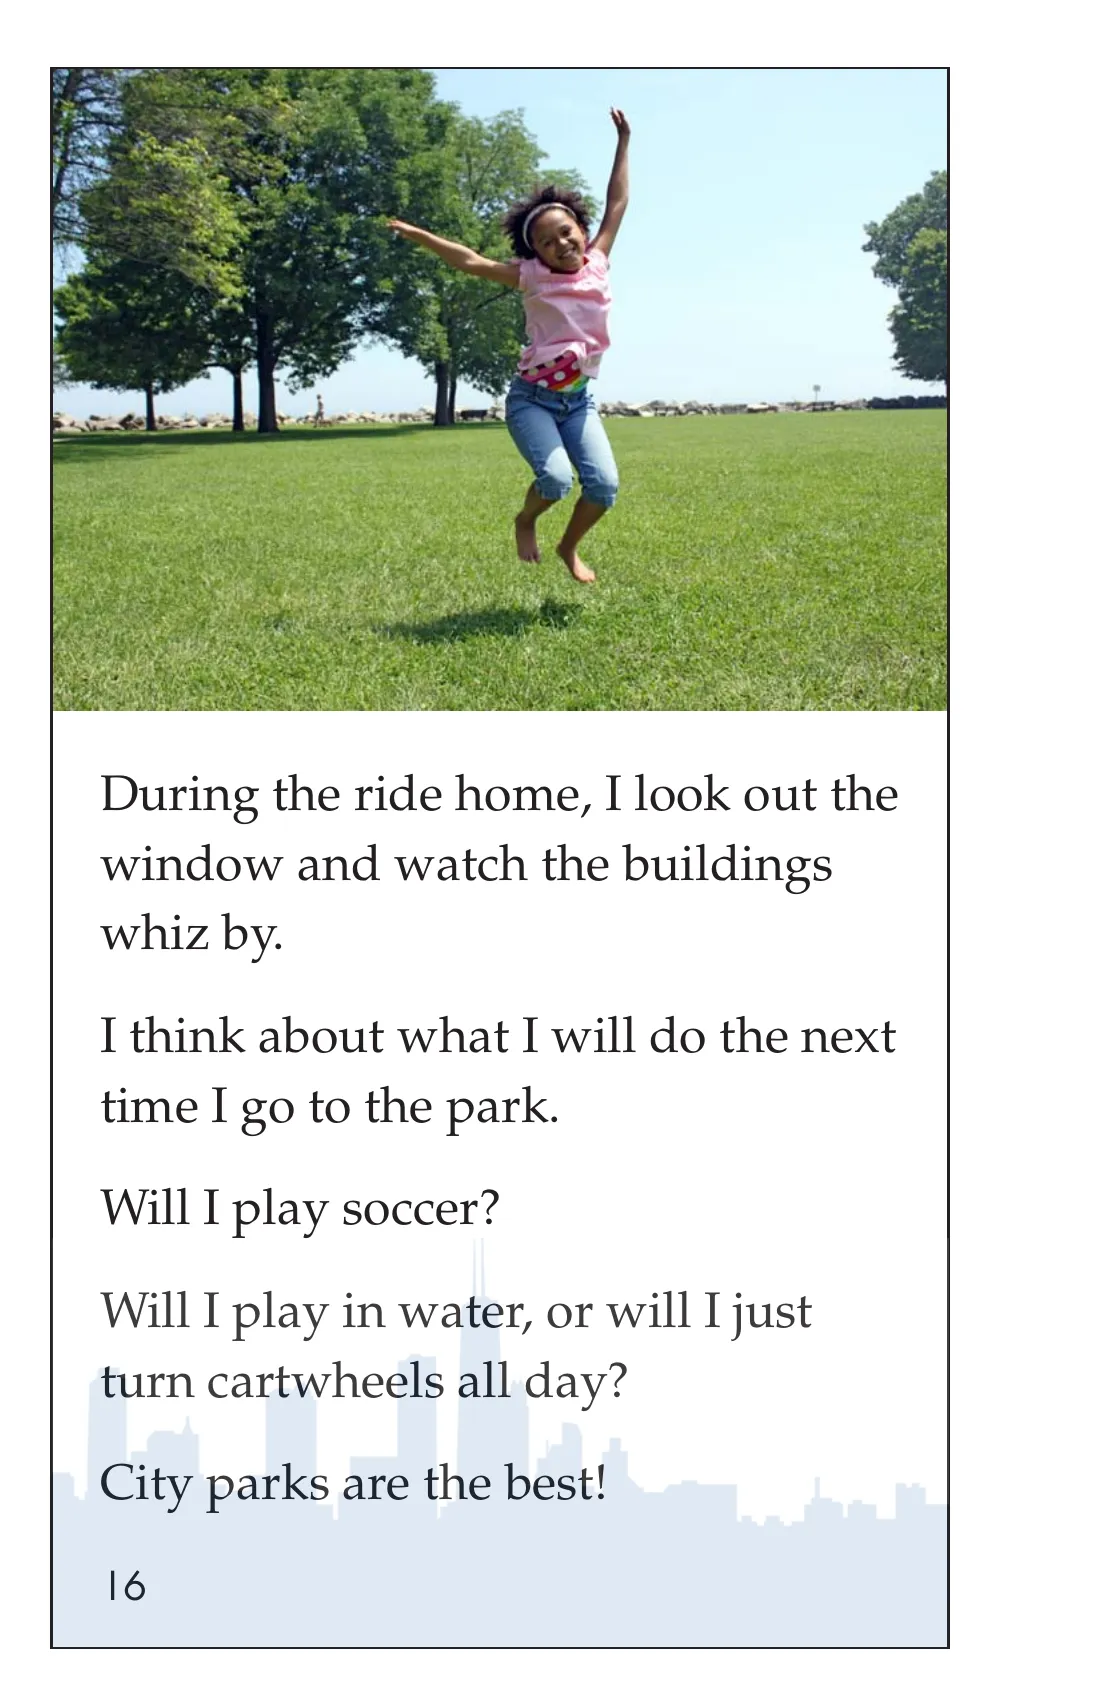 During the ride home, I look out the
window and watch the buildings
whiz by.
I think about what I will do the next
time I go to the park.
Will I play soccer?
Will I play in water, or will I just
turn cartwheels all day?
City parks are the best!
16